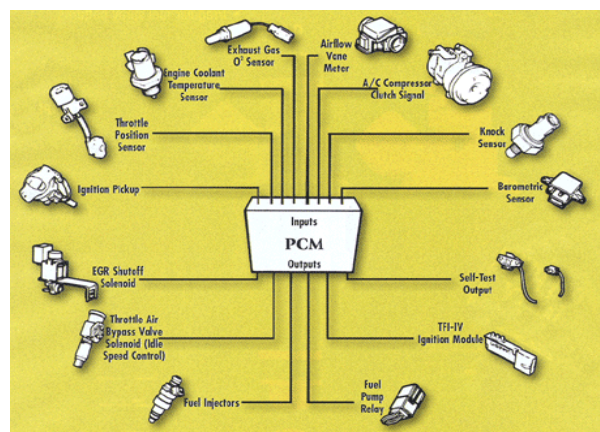 Exhaust Gas
O² Sensor
Airflow
Vane
Meter
Engine Coolant
Temperature
Sensor
A/C Compressor
Clutch Signal
Throttle
Position
Sensor
Knock
Sensor
Ignition Pickup
Barometric
Sensor
Inputs
PCM
Outputs
EGR Shutoff
Solenoid
Self-Test
Output
Throttle Air
Bypass Valve
Solenoid (Idle
Speed Control)
TFI-IV
Ignition Module
Fuel Injectors
Fuel
Pump
Relay